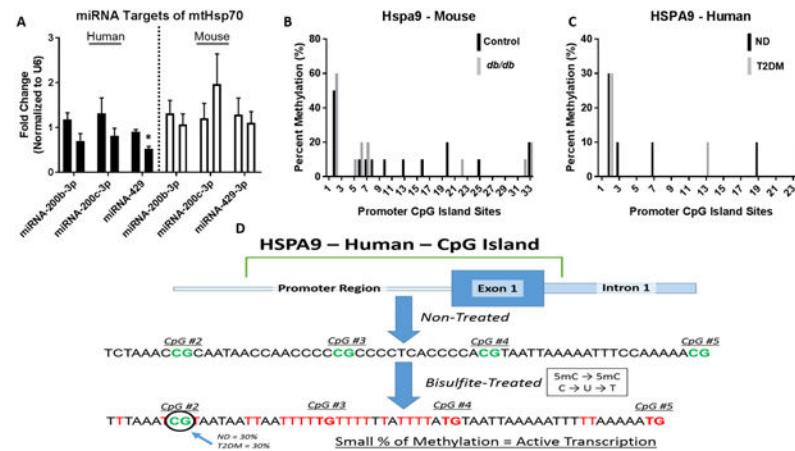 A
miRNA Targets of mtHsp70
Human
Mouse
Fold Change
(Normalized to U6)
4
3
2
1
0
*
miRNA-200b-3p
miRNA-200c-3p
miRNA-429
miRNA-200b-3p
miRNA-200c-3p
miRNA-429-3p
B
Hspa9 - Mouse
Control
db/db
Percent Methylation (%)
80
60
40
20
0
1 3 5 7 9 11 13 15 17 19 21 23 25 27 29 31 33
Promoter CpG Island Sites
C
HSPA9 - Human
ND
T2DM
Percent Methylation (%)
40
30
20
10
0
1 3 5 7 9 11 13 15 17 19 21
Promoter CpG Island Sites
D
HSPA9 – Human – CpG Island
Promoter Region
Exon 1
Intron 1
Non-Treated
CpG #2 CpG #3 CpG #4 CpG #5
TCTAAACCGCAATAACCAACCCCCGCCCCTCACCCCACGTAATTAAAAATTTCCAAAAACG
Bisulfite-Treated
5mC → 5mC
C → U → T
CpG #2 CpG #3 CpG #4 CpG #5
TTTAAATCGTAATAATTAATTTTTGTTTTTTATTTTATGTAATTAAAAATTTTTAAAAATG
ND = 30%
T2DM = 30%
Small % of Methylation = Active Transcription